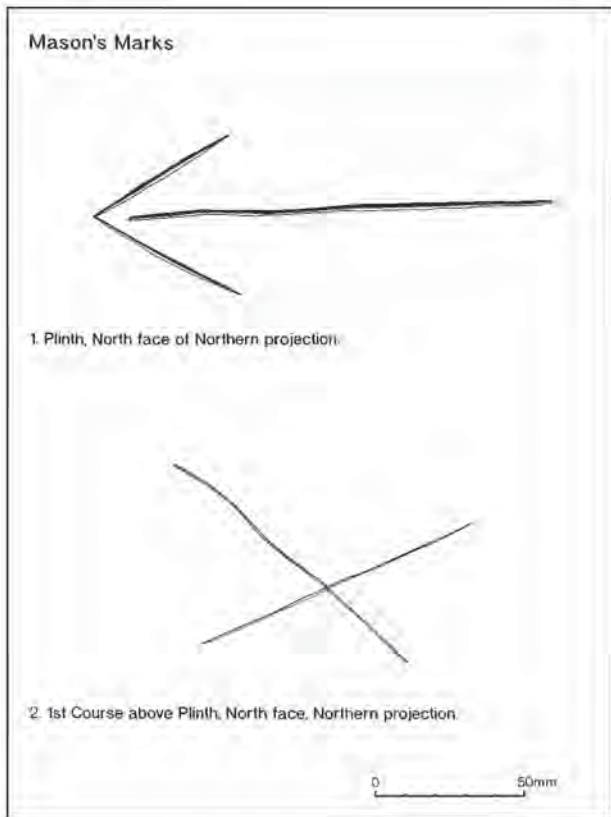 Mason's Marks
1. Plinth, North face of Northern projection.
2. 1st Course above Plinth, North face, Northern projection.
0 50mm